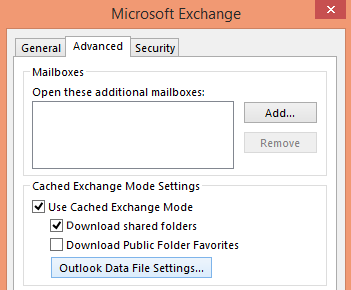 Microsoft Exchange
General Advanced Security
Mailboxes
Open these additional mailboxes:
Add...
Remove
Cached Exchange Mode Settings
Use Cached Exchange Mode
Download shared folders
Download Public Folder Favorites
Outlook Data File Settings...